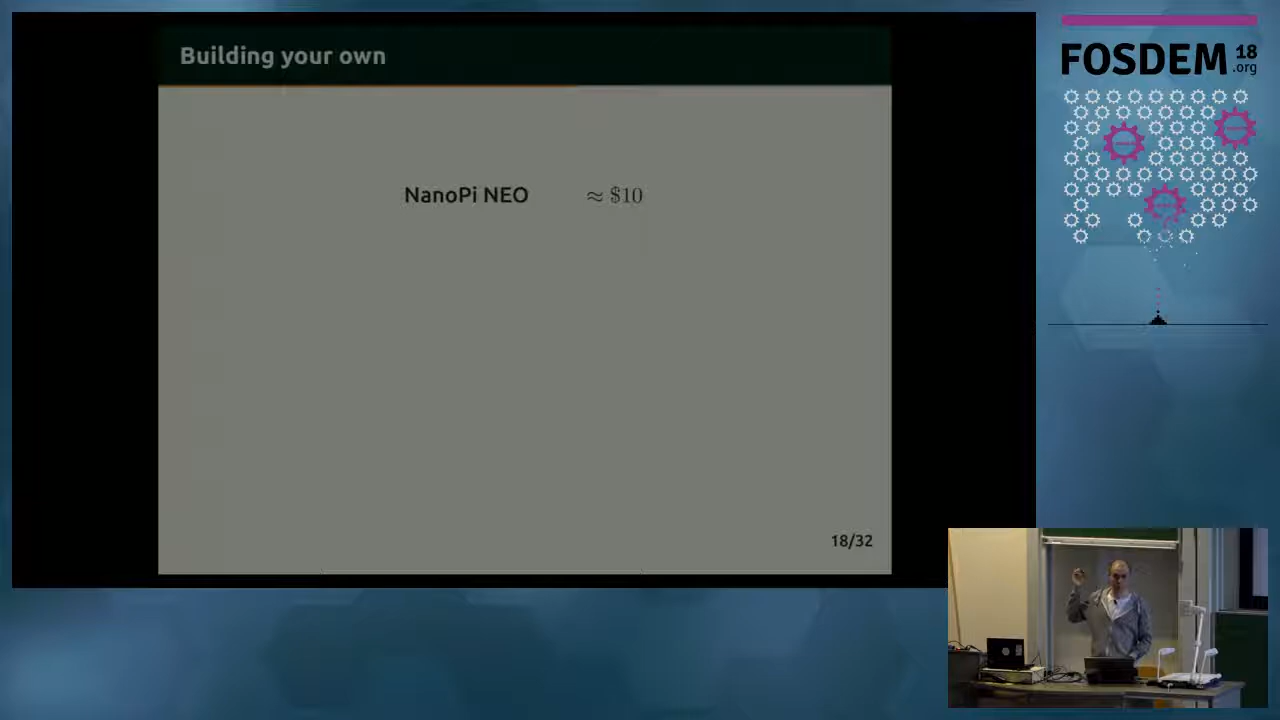 Building your own
NanoPi NEO ≈ $10
18/32
FOSDEM 18
.org